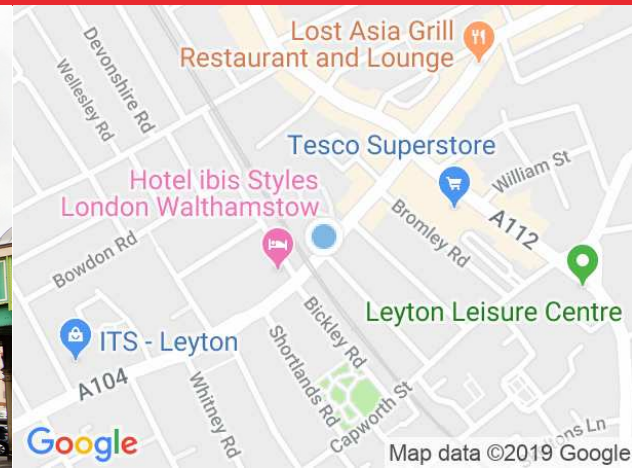 Lost Asia Grill
Restaurant and Lounge
Devonshire Rd
Wellesley Rd
Tesco Superstore
William St
Hotel ibis Styles
London Walthamstow
Bromley Rd
A112
Bowdon Rd
Leyton Leisure Centre
Bickley Rd
ITS - Leyton
Shortlands Rd
A104
Whitney Rd
Capworth St
ons Ln
Google
Map data ©2019 Google